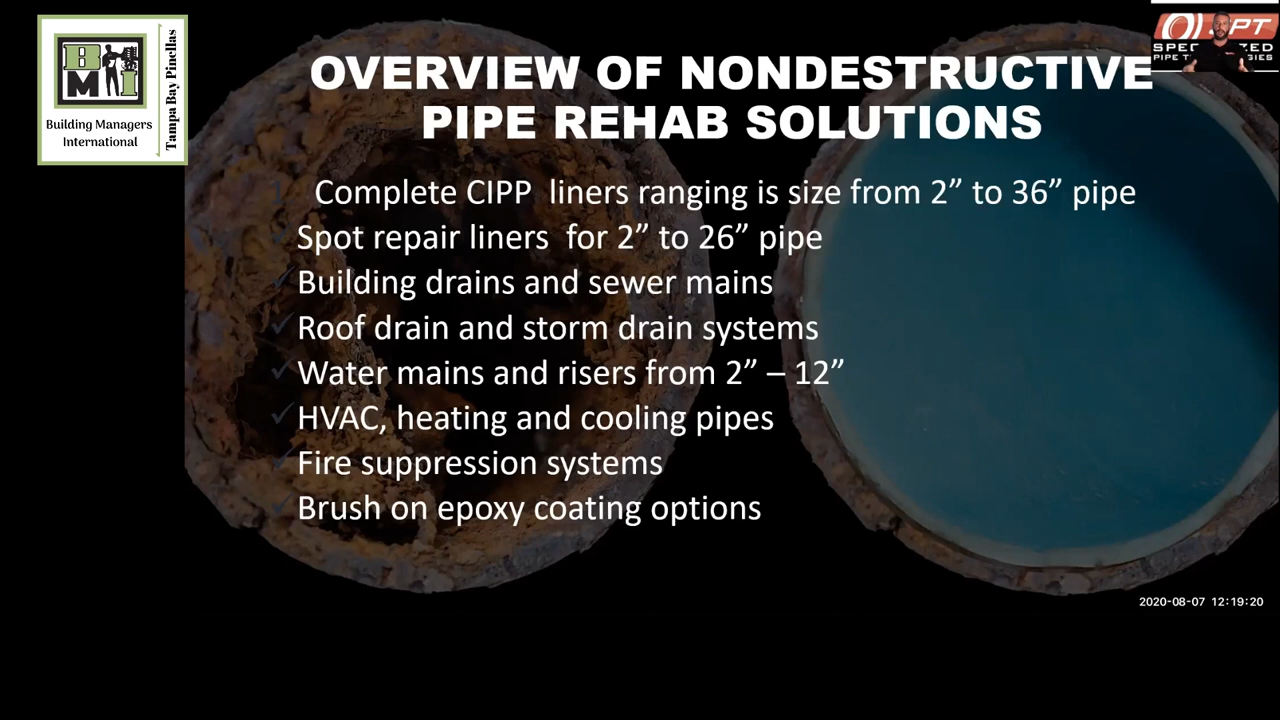 BMI
Building Managers
International
Tampa Bay Pinellas
OVERVIEW OF NONDESTRUCTIVE
PIPE REHAB SOLUTIONS
Complete CIPP liners ranging is size from 2” to 36” pipe
Spot repair liners for 2” to 26” pipe
Building drains and sewer mains
Roof drain and storm drain systems
Water mains and risers from 2” – 12”
HVAC, heating and cooling pipes
Fire suppression systems
Brush on epoxy coating options
2020-08-07 12:19:20